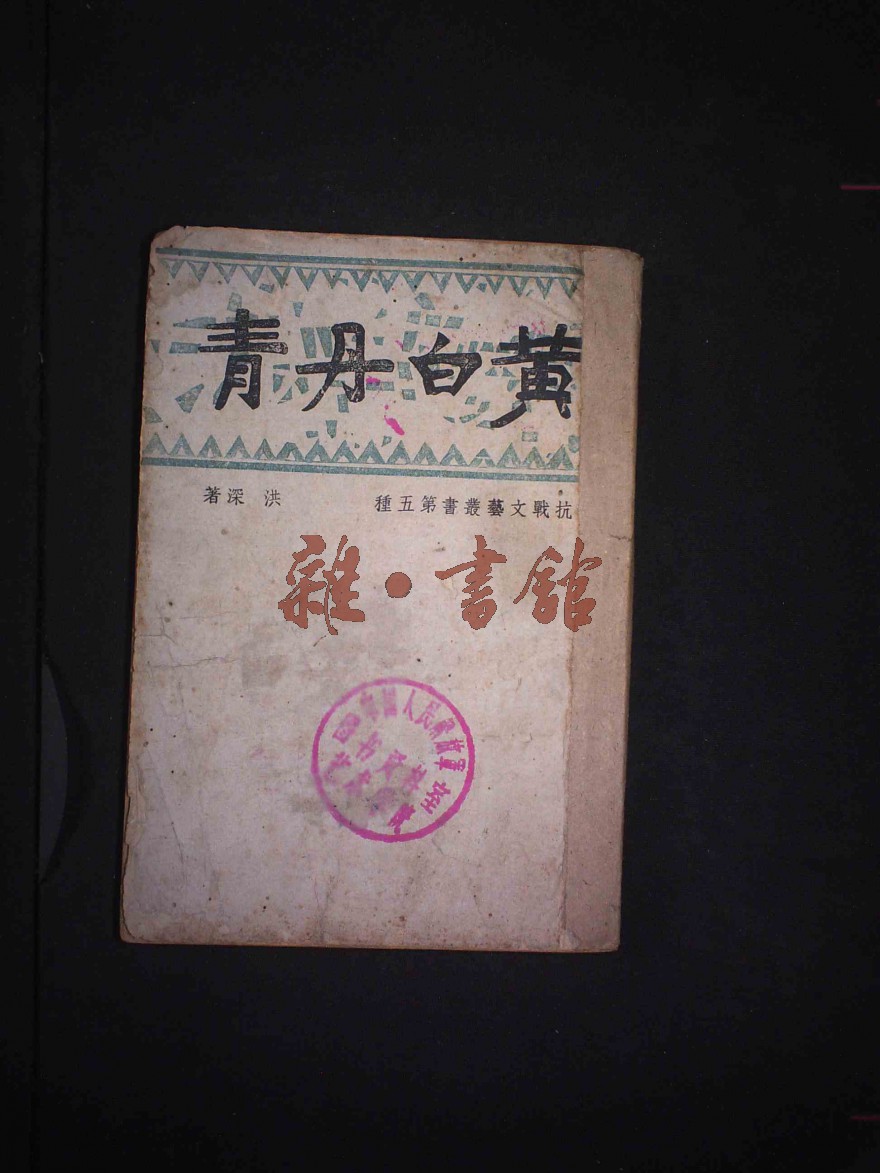 黃白丹青
抗戰文藝叢書第五種
洪 深 著
雜·書館